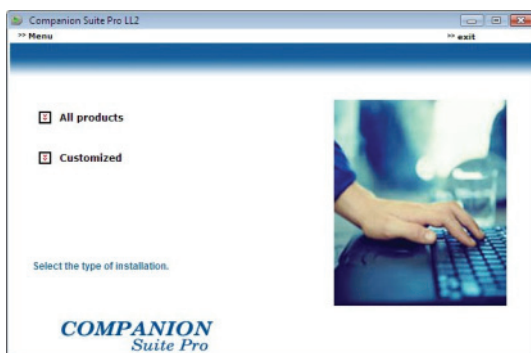 Companion Suite Pro LL2
>> Menu
>> exit
All products
Customized
Select the type of installation.
COMPANION
Suite Pro